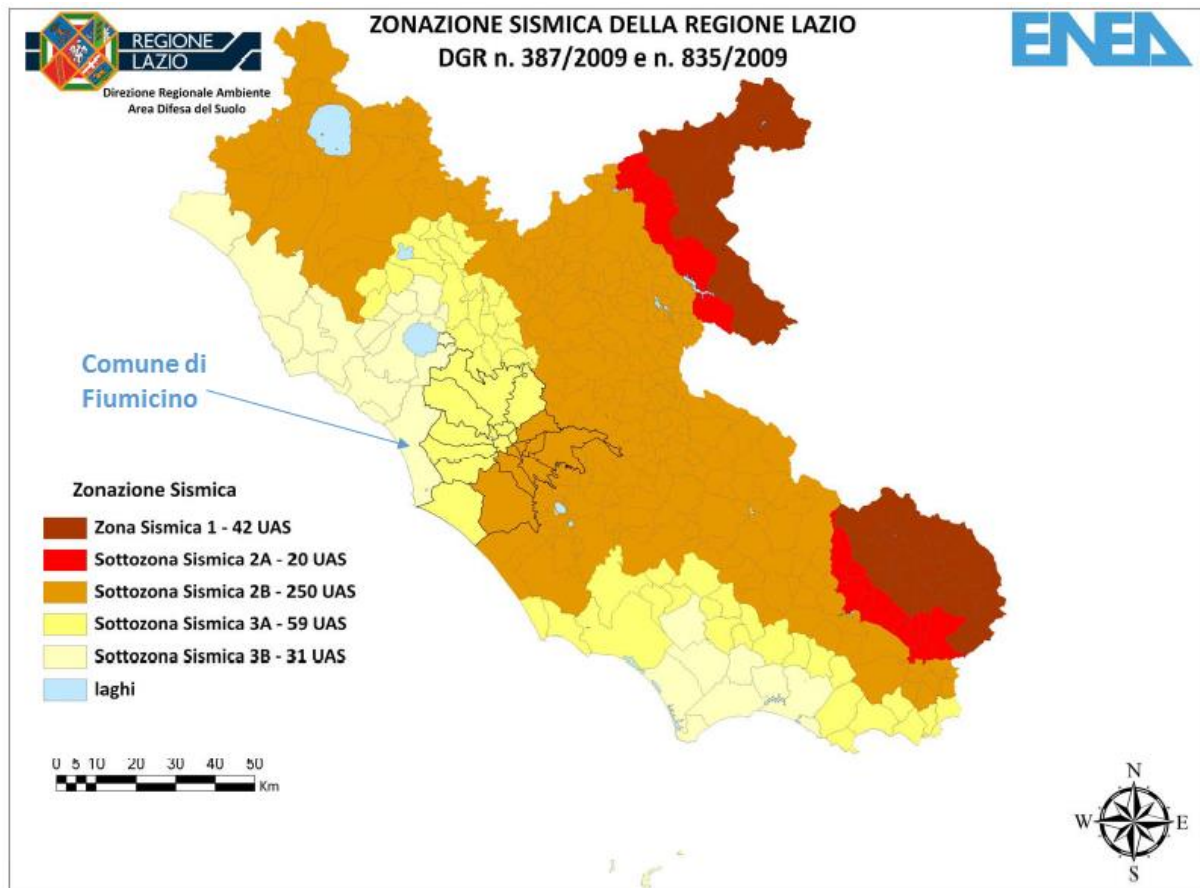 REGIONE
LAZIO
Direzione Regionale Ambiente
Area Difesa del Suolo
ZONAZIONE SISMICA DELLA REGIONE LAZIO
DGR n. 387/2009 e n. 835/2009
ENEA
Comune di
Fiumicino
Zonazione Sismica
Zona Sismica 1 - 42 UAS
Sottozona Sismica 2A - 20 UAS
Sottozona Sismica 2B - 250 UAS
Sottozona Sismica 3A - 59 UAS
Sottozona Sismica 3B - 31 UAS
laghi
0 5 10 20 30 40 50
Km
N
W E
S